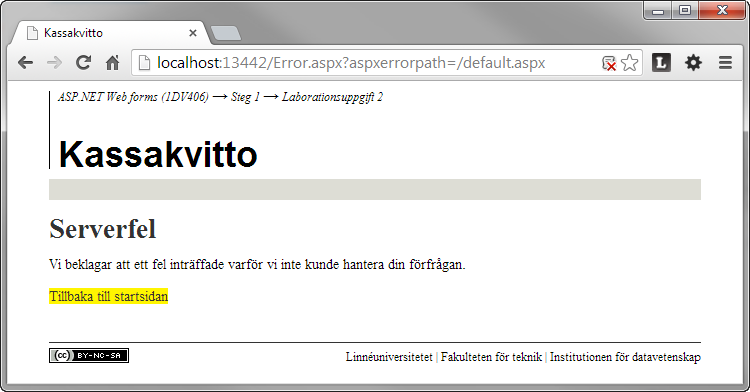 Kassakvitto
localhost:13442/Error.aspx?aspxerrorpath=/default.aspx
L
ASP.NET Web forms (1DV406) → Steg 1 → Laborationsuppgift 2
Kassakvitto
Serverfel
Vi beklagar att ett fel inträffade varför vi inte kunde hantera din förfrågan.
Tillbaka till startsidan
(cc) BY-NC-SA
Linnéuniversitetet | Fakulteten för teknik | Institutionen för datavetenskap